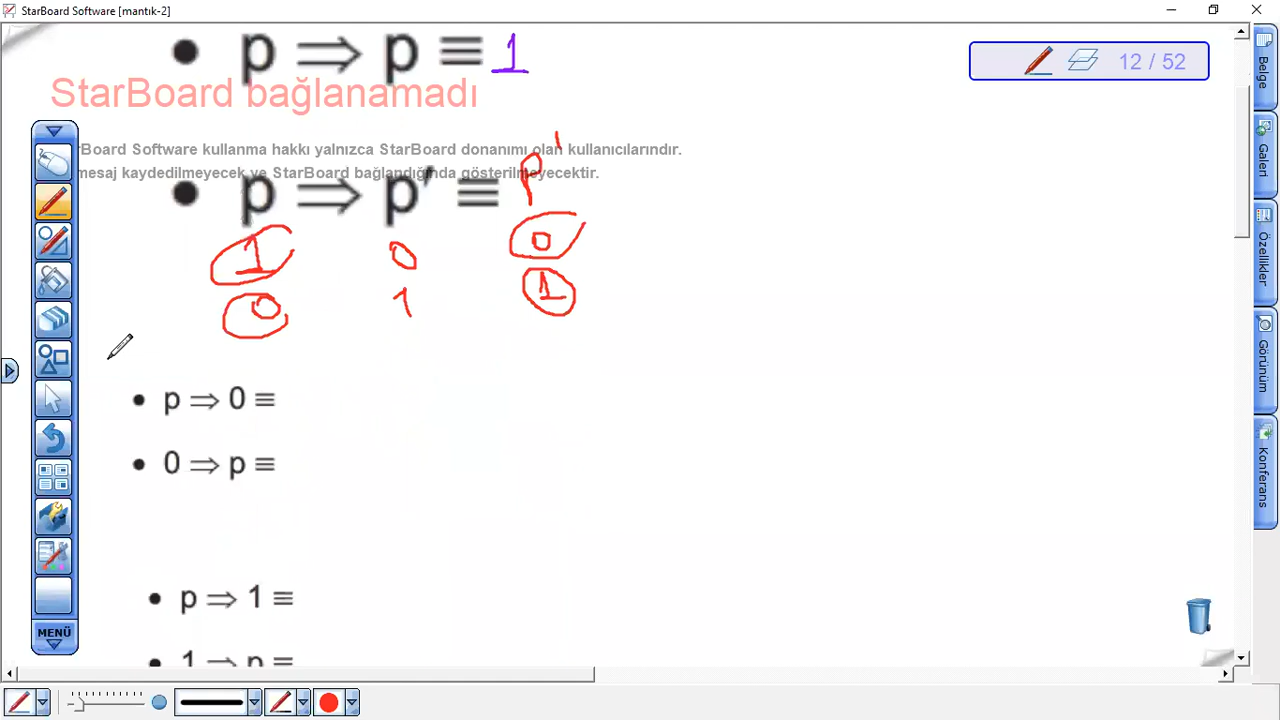 StarBoard Software [mantık-2]
• p ⇒ p ≡ 1
12 / 52
StarBoard bağlanamadı
rBoard Software kullanma hakkı yalnızca StarBoard donanımı olan kullanıcılarındır.
mesaj kaydedilmeyecek ve StarBoard bağlandığında gösterilmeyecektir.
• p ⇒ p′ ≡ p'
1 0 0
0 1 1
• p ⇒ 0 ≡
• 0 ⇒ p ≡
• p ⇒ 1 ≡
• 1 ⇒ p ≡
MENÜ
Belge
Galeri
Özellikler
Görünüm
Konferans